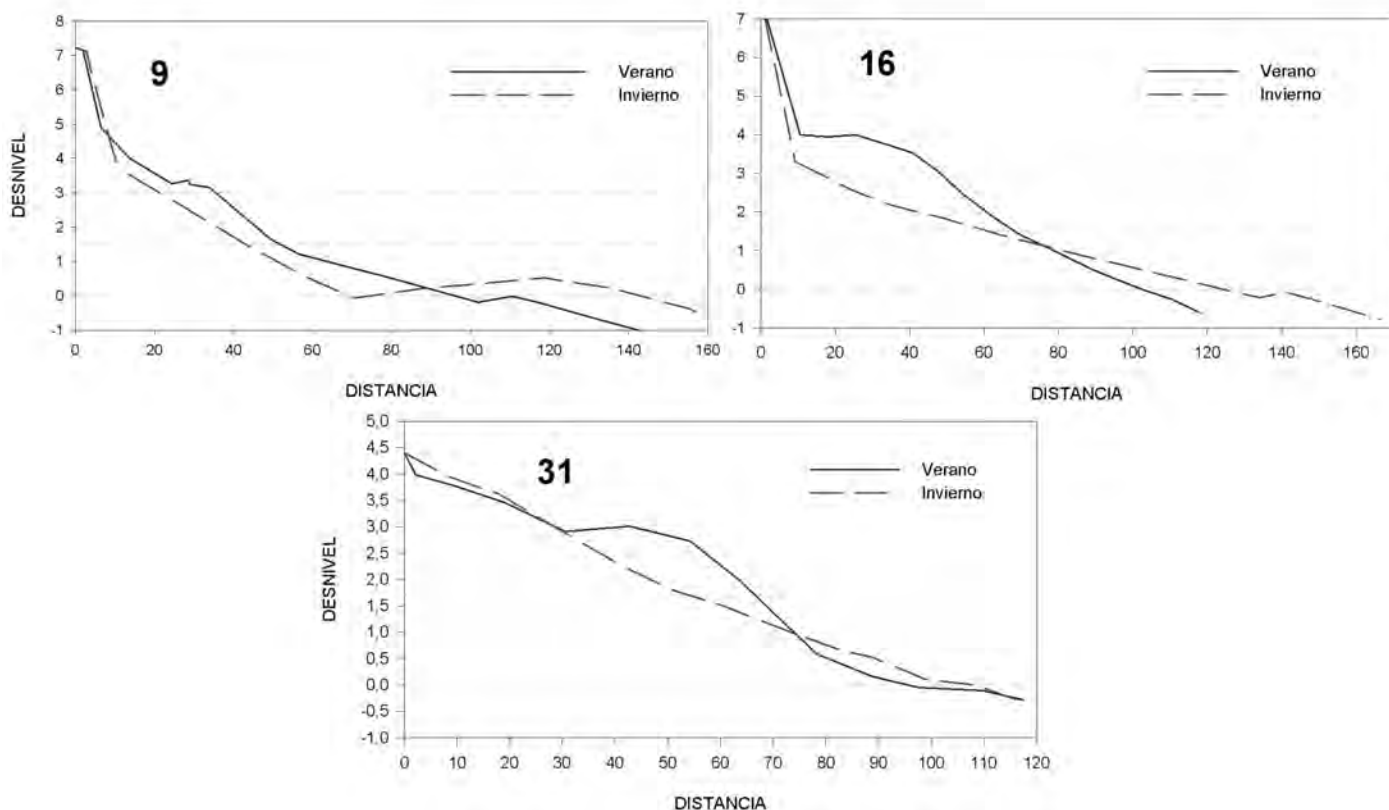 8
7
6
5
4
3
2
1
0
-1
DESNIVEL
9
Verano
Invierno
0 20 40 60 80 100 120 140 160
DISTANCIA
7
6
5
4
3
2
1
0
-1
16
Verano
Invierno
0 20 40 60 80 100 120 140 160
DISTANCIA
5,0
4,5
4,0
3,5
3,0
2,5
2,0
1,5
1,0
0,5
0,0
-0,5
-1,0
DESNIVEL
31
Verano
Invierno
0 10 20 30 40 50 60 70 80 90 100 110 120
DISTANCIA